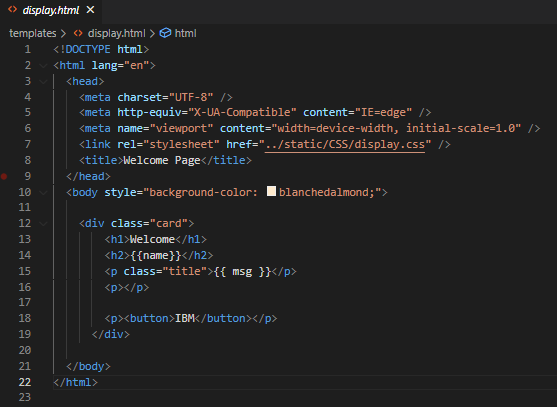 display.html ×
templates > display.html > html
1 <!DOCTYPE html>
2 <html lang="en">
3 <head>
4 <meta charset="UTF-8" />
5 <meta http-equiv="X-UA-Compatible" content="IE=edge" />
6 <meta name="viewport" content="width=device-width, initial-scale=1.0" />
7 <link rel="stylesheet" href="../static/CSS/display.css" />
8 <title>Welcome Page</title>
9 </head>
10 <body style="background-color: blanchedalmond;">
11
12 <div class="card">
13 <h1>Welcome</h1>
14 <h2>{{name}}</h2>
15 <p class="title">{{ msg }}</p>
16 <p></p>
17
18 <p><button>IBM</button></p>
19 </div>
20
21 </body>
22 </html>
23